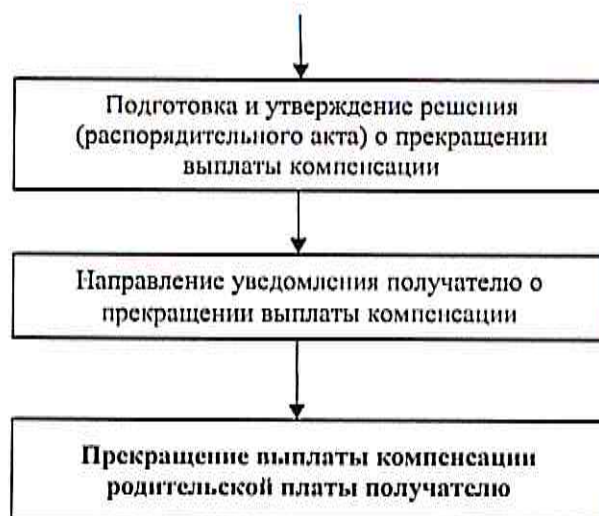 Подготовка и утверждение решения
(распорядительного акта) о прекращении
выплаты компенсации
Направление уведомления получателю о
прекращении выплаты компенсации
Прекращение выплаты компенсации
родительской платы получателю